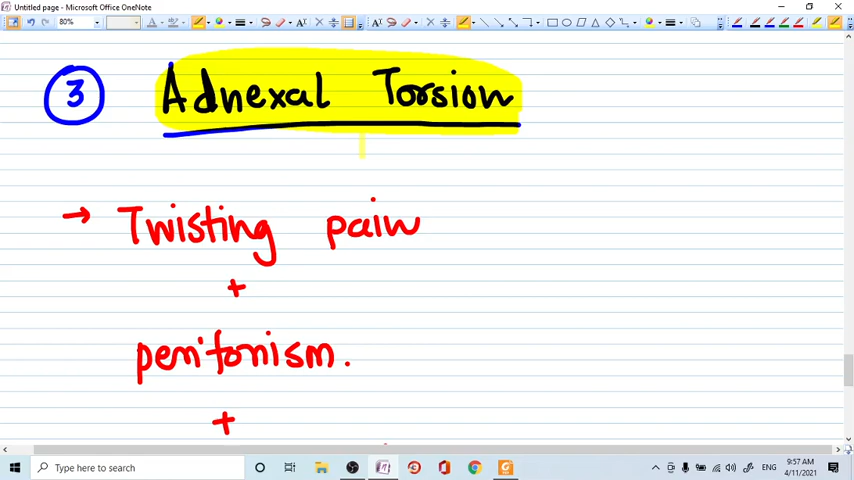 Untitled page - Microsoft Office OneNote
80%
3 Adnexal Torsion
→ Twisting pain
+
peritonism.
+
Type here to search
ENG
9:57 AM
4/11/2021